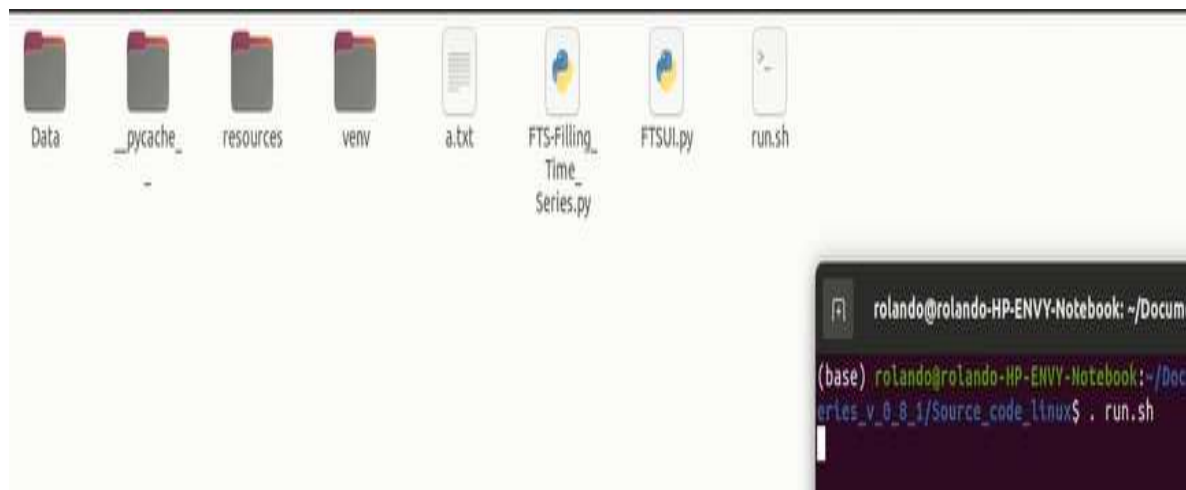 Data
__pycache_
_
resources
venv
a.txt
FTS-Filling_
Time_
Series.py
FTSUI.py
>_
run.sh
rolando@rolando-HP-ENVY-Notebook: ~/Docum
(base) rolando@rolando-HP-ENVY-Notebook:~/Doc
eries_v_0_8_1/Source_code_linux$ . run.sh